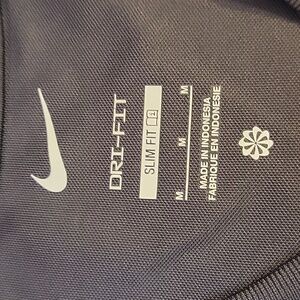 DRI-FIT
SLIM FIT
M M M
MADE IN INDONESIA
FABRIQUÉ EN INDONÉSIE